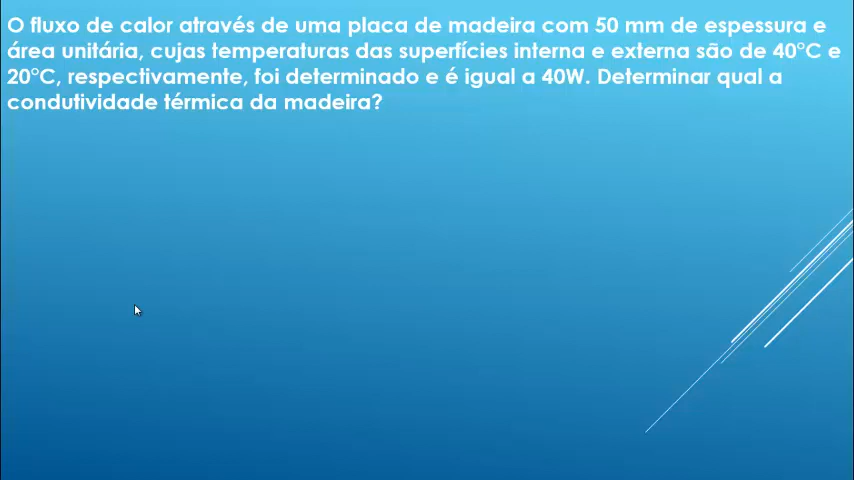 O fluxo de calor através de uma placa de madeira com 50 mm de espessura e
área unitária, cujas temperaturas das superfícies interna e externa são de 40°C e
20°C, respectivamente, foi determinado e é igual a 40W. Determinar qual a
condutividade térmica da madeira?